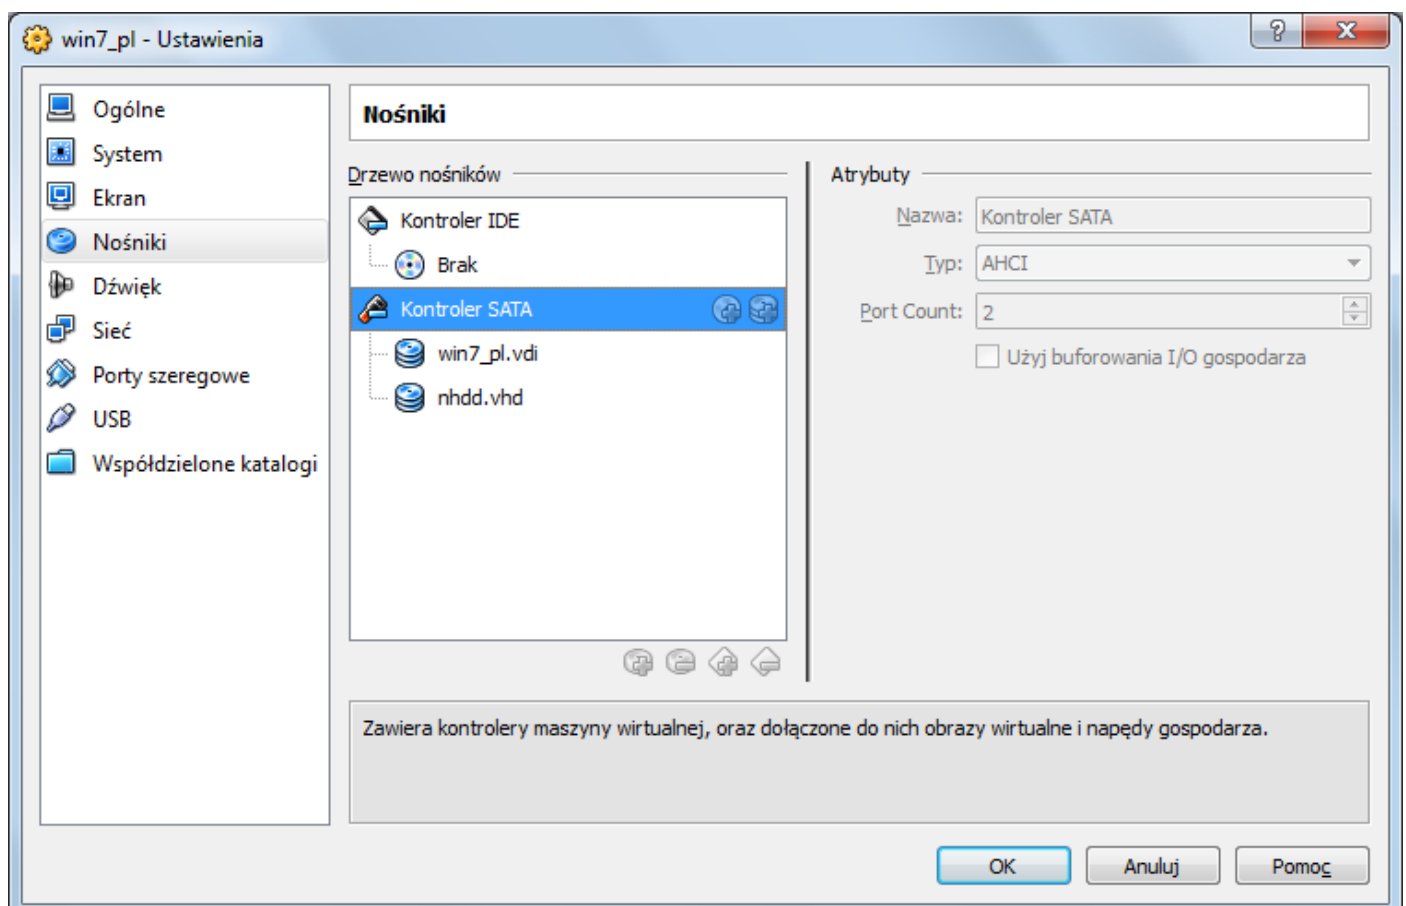 win7_pl - Ustawienia
Ogólne
System
Ekran
Nośniki
Dźwięk
Sieć
Porty szeregowe
USB
Współdzielone katalogi
Nośniki
Drzewo nośników
Kontroler IDE
Brak
Kontroler SATA
win7_pl.vdi
nhdd.vhd
Atrybuty
Nazwa: Kontroler SATA
Typ: AHCI
Port Count: 2
Użyj buforowania I/O gospodarza
Zawiera kontrolery maszyny wirtualnej, oraz dołączone do nich obrazy wirtualne i napędy gospodarza.
OK Anuluj Pomoc